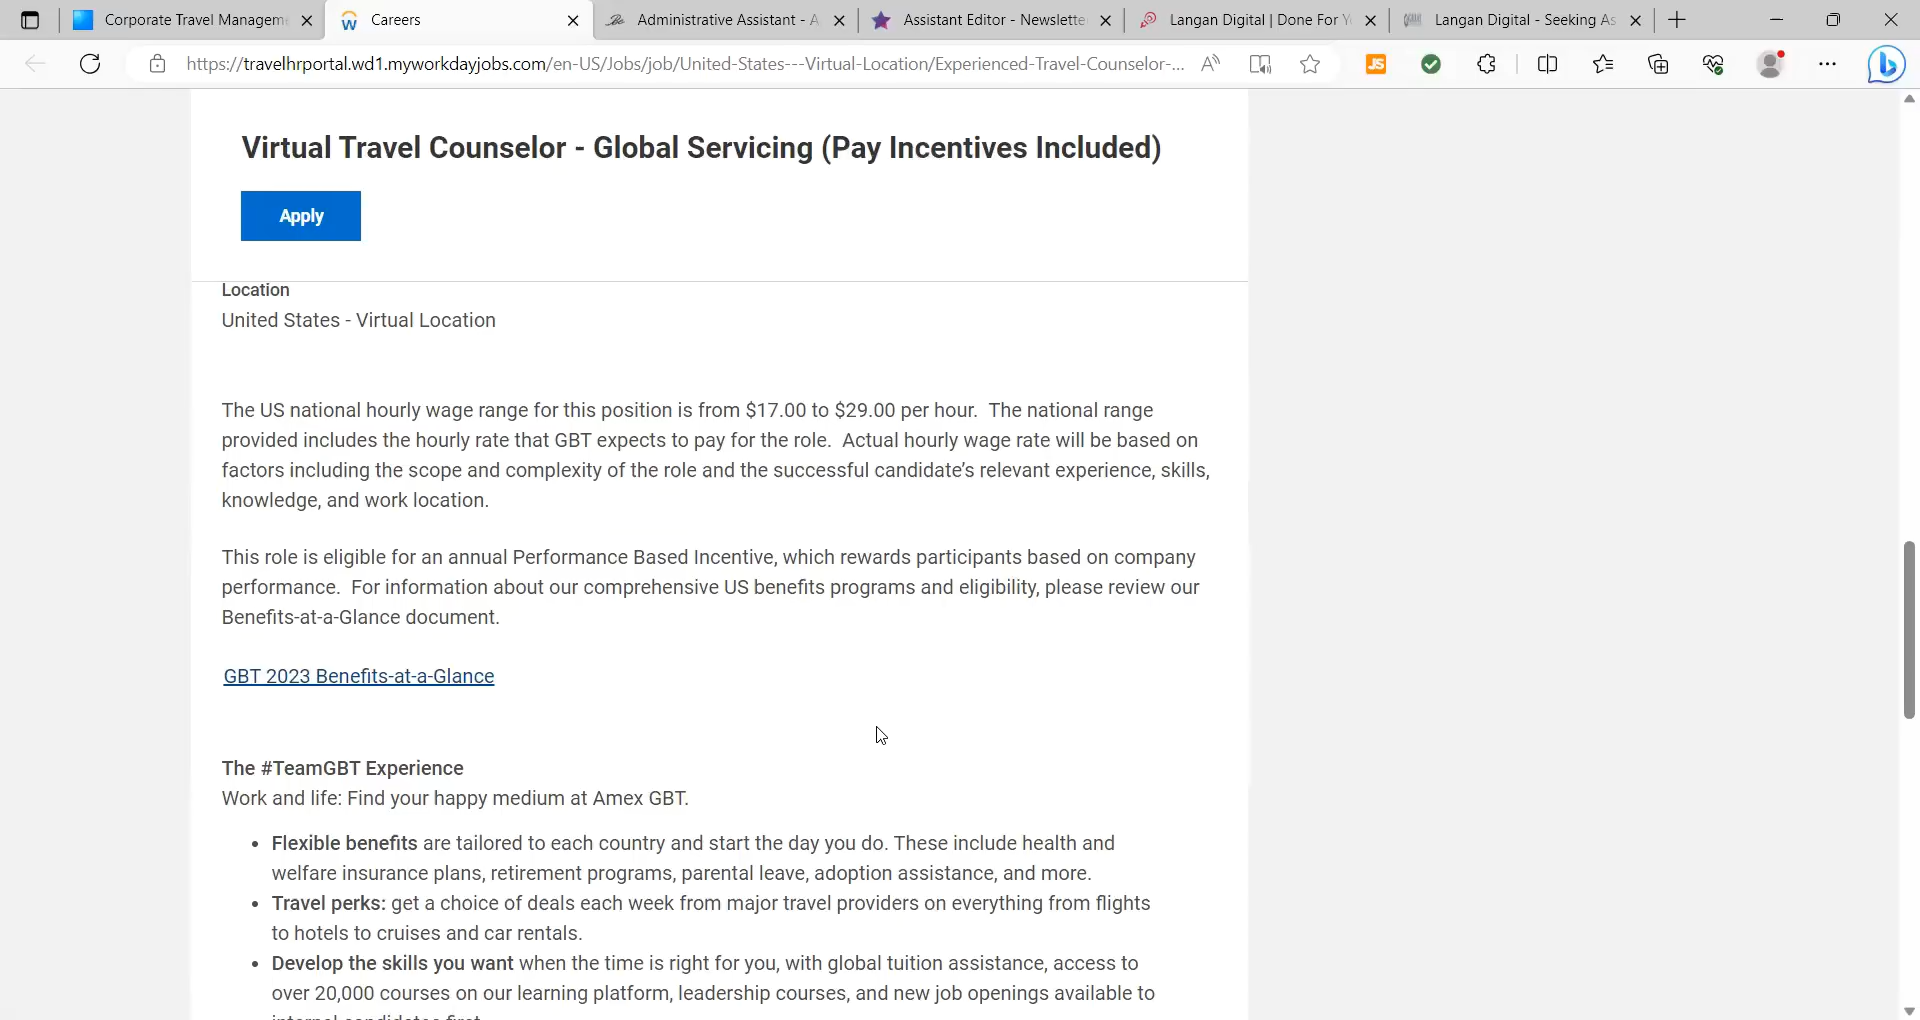 Corporate Travel Managem
Careers
Administrative Assistant - A
Assistant Editor - Newslette
Langan Digital | Done For Y
Langan Digital - Seeking As
https://travelhrportal.wd1.myworkdayjobs.com/en-US/Jobs/job/United-States---Virtual-Location/Experienced-Travel-Counselor-...
JS
Virtual Travel Counselor - Global Servicing (Pay Incentives Included)
Apply
Location
United States - Virtual Location
The US national hourly wage range for this position is from $17.00 to $29.00 per hour. The national range
provided includes the hourly rate that GBT expects to pay for the role. Actual hourly wage rate will be based on
factors including the scope and complexity of the role and the successful candidate's relevant experience, skills,
knowledge, and work location.
This role is eligible for an annual Performance Based Incentive, which rewards participants based on company
performance. For information about our comprehensive US benefits programs and eligibility, please review our
Benefits-at-a-Glance document.
GBT 2023 Benefits-at-a-Glance
The #TeamGBT Experience
Work and life: Find your happy medium at Amex GBT.
• Flexible benefits are tailored to each country and start the day you do. These include health and
welfare insurance plans, retirement programs, parental leave, adoption assistance, and more.
• Travel perks: get a choice of deals each week from major travel providers on everything from flights
to hotels to cruises and car rentals.
• Develop the skills you want when the time is right for you, with global tuition assistance, access to
over 20,000 courses on our learning platform, leadership courses, and new job openings available to